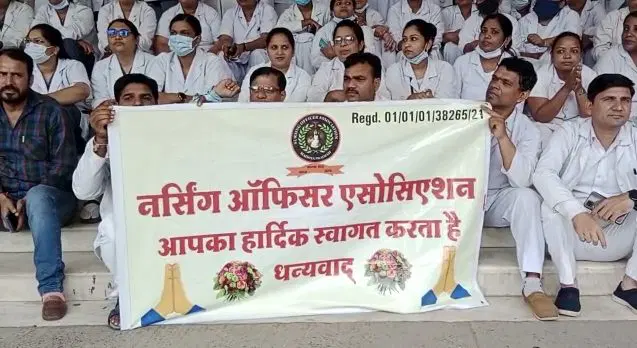 Regd. 01/01/01/38265/21
नर्सिंग ऑफिसर एसोसिएशन
आपका हार्दिक स्वागत करता है
धन्यवाद्